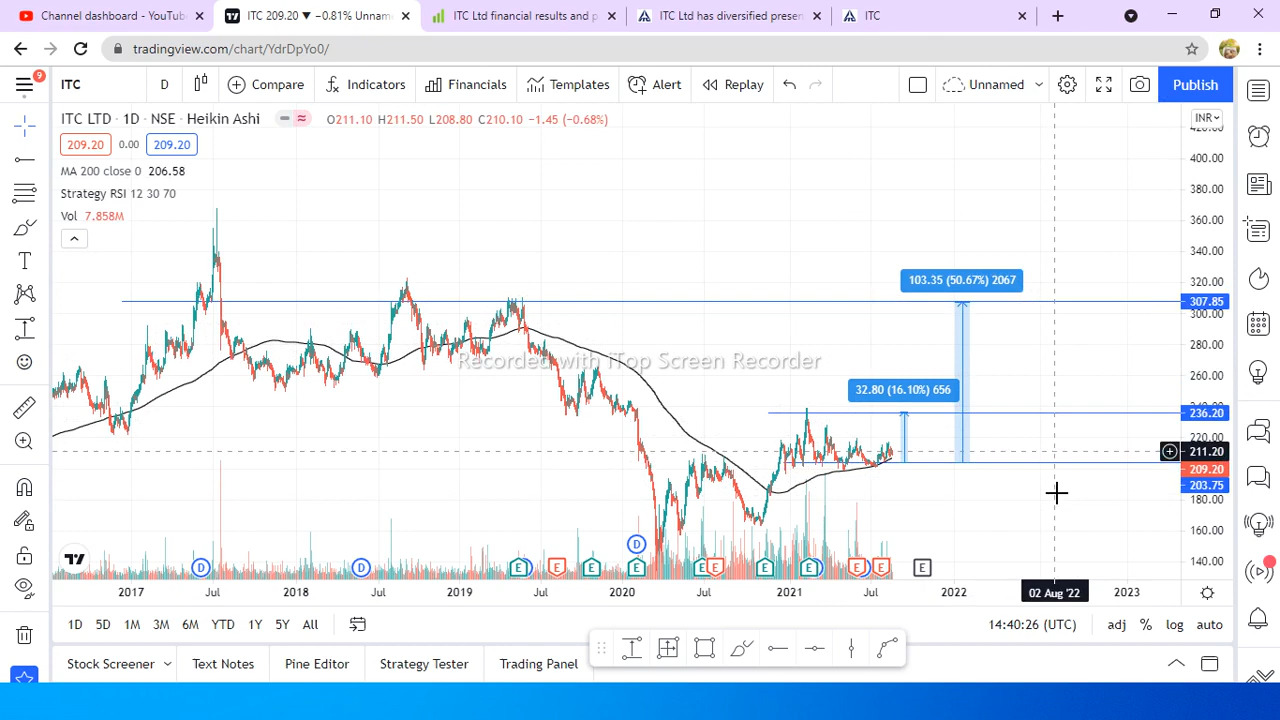 Channel dashboard - YouTu
ITC 209.20 ▼ −0.81% Unnam
ITC Ltd financial results and p
ITC Ltd has diversified presen
ITC
tradingview.com/chart/YdrDpYo0/
9
ITC
D
Compare
Indicators
Financials
Templates
Alert
Replay
Unnamed
Publish
ITC LTD • 1D • NSE • Heikin Ashi
O211.10 H211.50 L208.80 C210.10 −1.45 (−0.68%)
INR
209.20 0.00 209.20
MA 200 close 0 206.58
Strategy RSI 12 30 70
Vol 7.858M
420.00
400.00
380.00
360.00
340.00
320.00
307.85
300.00
280.00
260.00
240.00
236.20
220.00
211.20
209.20
203.75
180.00
160.00
140.00
103.35 (50.67%) 2067
Recorded with iTop Screen Recorder
32.80 (16.10%) 656
D D E E E D E E E E E E E
2017 Jul 2018 Jul 2019 Jul 2020 Jul 2021 Jul 2022 02 Aug '22 2023
1D 5D 1M 3M 6M YTD 1Y 5Y All
14:40:26 (UTC) adj % log auto
Stock Screener Text Notes Pine Editor Strategy Tester Trading Panel